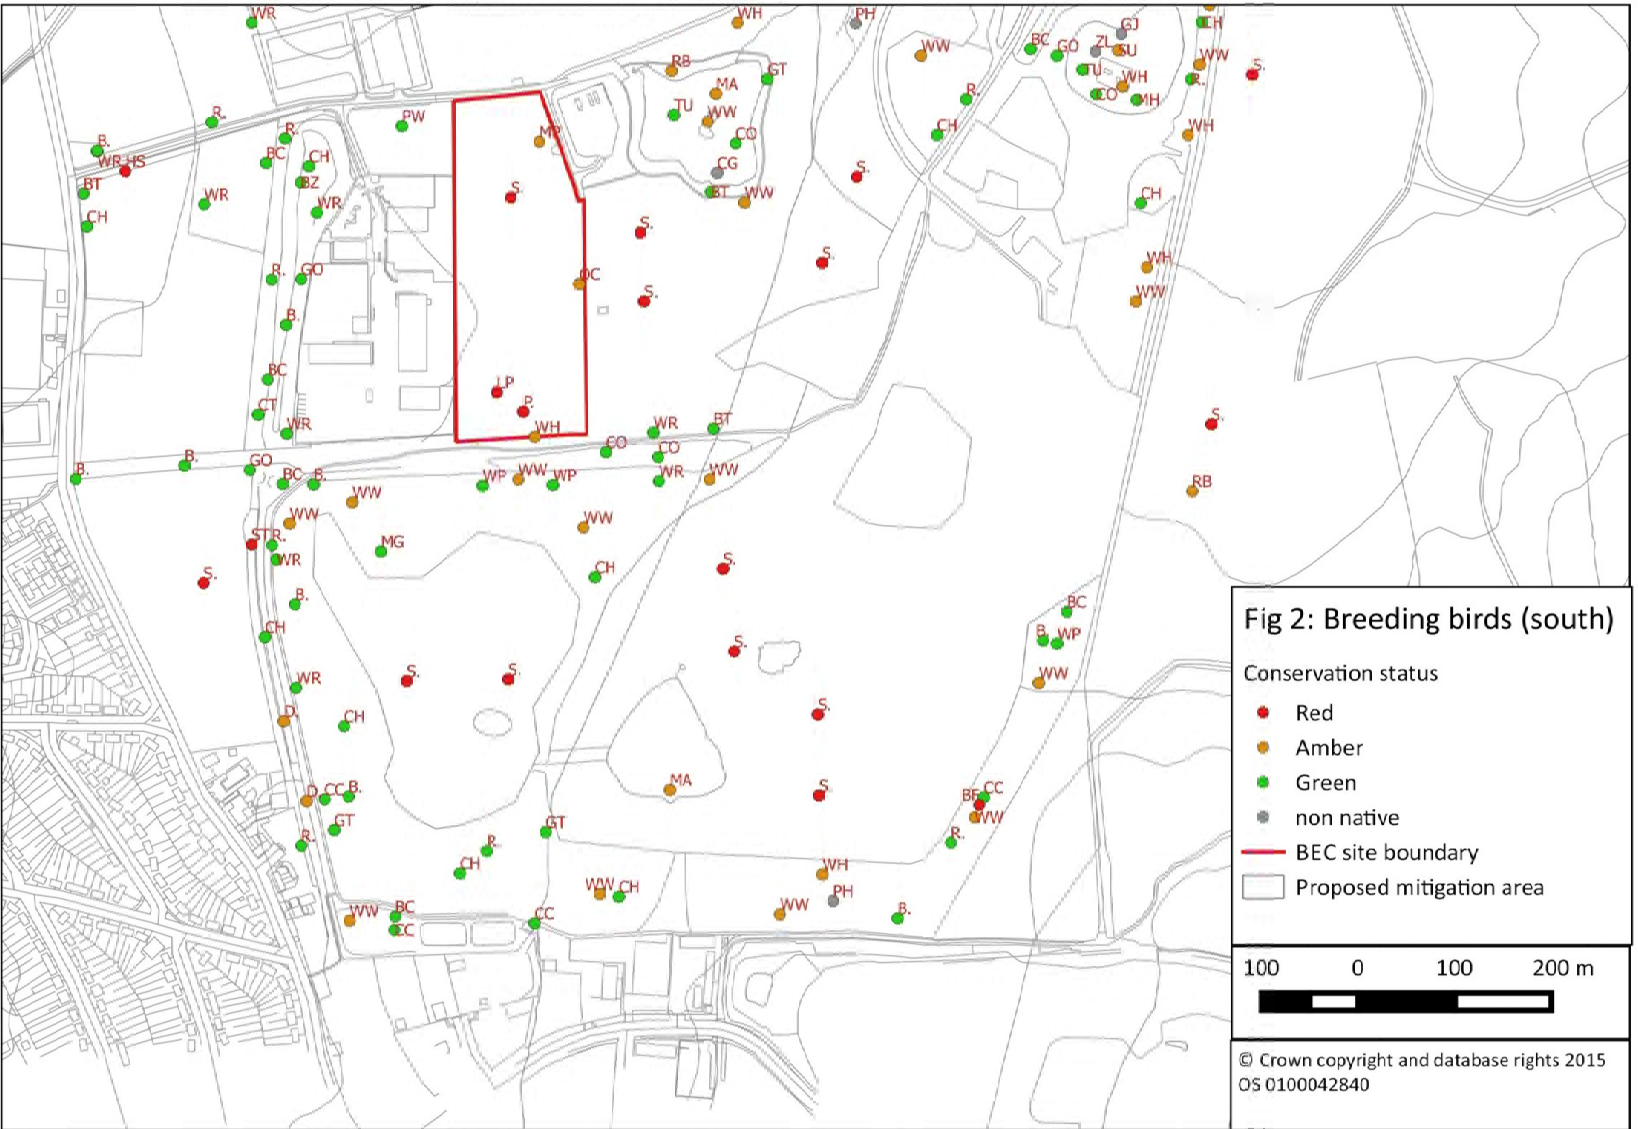 WR
WH
PH
GJ
CH
BC
GO
ZL
SU
WW
WW
S.
RB
GT
TU
WH
R.
MA
CO
MH
R.
TU
WW
R.
PW
R.
CH
WH
B.
CO
WR HS
BC
CH
CG
S.
BZ
BT
WR
WR
S.
BT
WW
CH
CH
S.
S.
WH
R.
GO
S.
WW
B.
BC
LP
P.
CT
WR
WH
WR
BT
S.
CO
CO
B.
B.
GO
BC
B.
WP
WW
WP
WR
WW
RB
WW
WW
WW
ST R.
MG
WR
S.
CH
S.
B.
BC
CH
B.
WP
S.
WR
S.
S.
WW
D.
CH
S.
MA
D.
CC
B.
S.
CC
WW
GT
GT
R.
R.
R.
CH
WH
WW
CH
PH
WW
BC
CC
WW
B.
CC
Fig 2: Breeding birds (south)
Conservation status
Red
Amber
Green
non native
BEC site boundary
Proposed mitigation area
100 0 100 200 m
© Crown copyright and database rights 2015
OS 0100042840